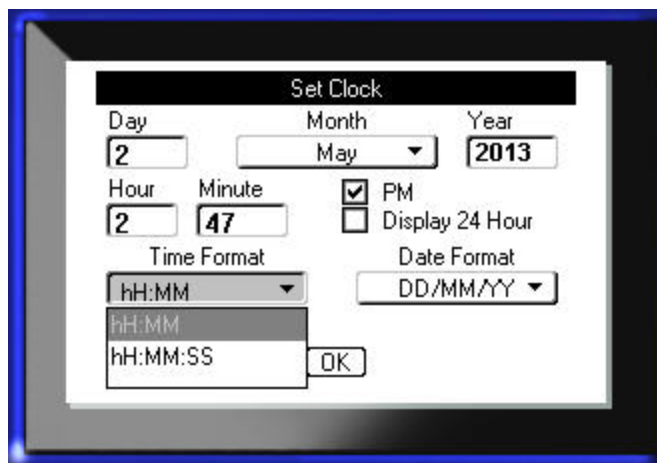 Set Clock
Day Month Year
2 May 2013
Hour Minute PM
2 47 Display 24 Hour
Time Format Date Format
hH:MM DD/MM/YY
hH:MM
hH:MM:SS
OK